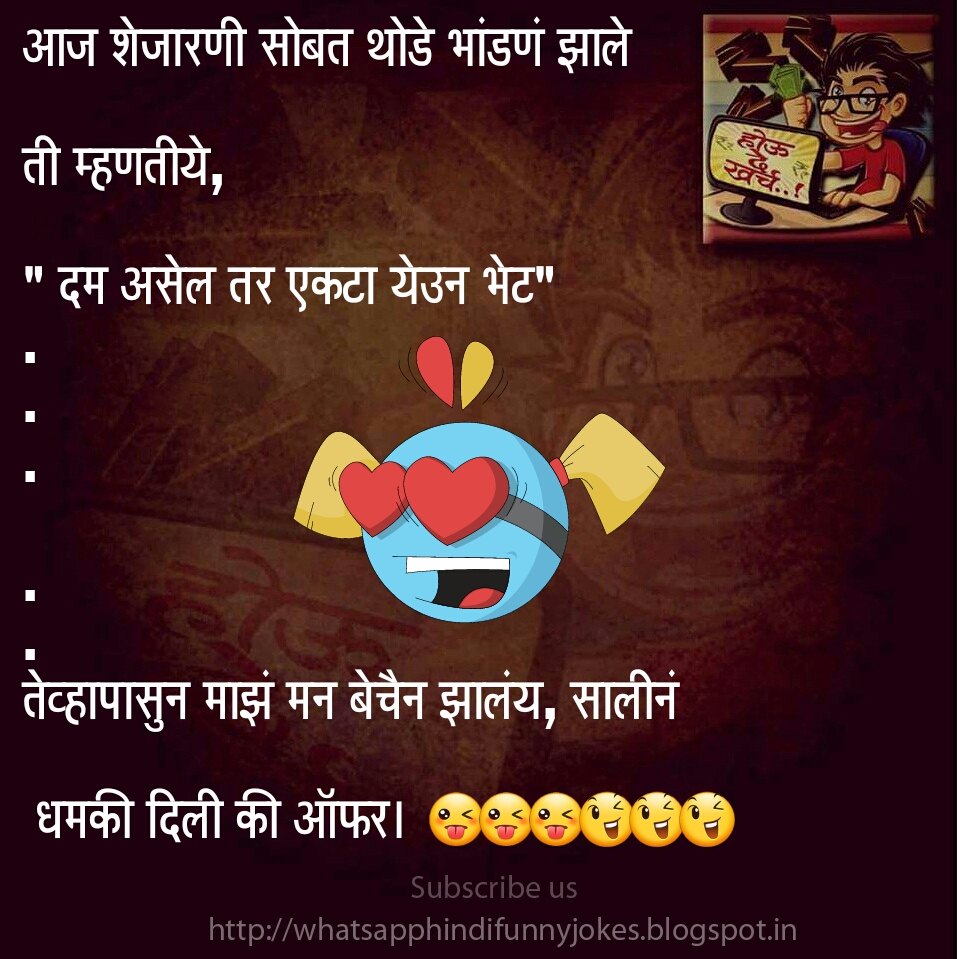 आज शेजारणी सोबत थोडे भांडणं झाले
होऊ
दे
खर्च..!
ती म्हणतीये,
" दम असेल तर एकटा येउन भेट"
.
.
.
.
.
तेव्हापासुन माझं मन बेचैन झालंय, सालीनं
धमकी दिली की ऑफर। 😜😜😜😉😉😉
Subscribe us
http://whatsapphindifunnyjokes.blogspot.in